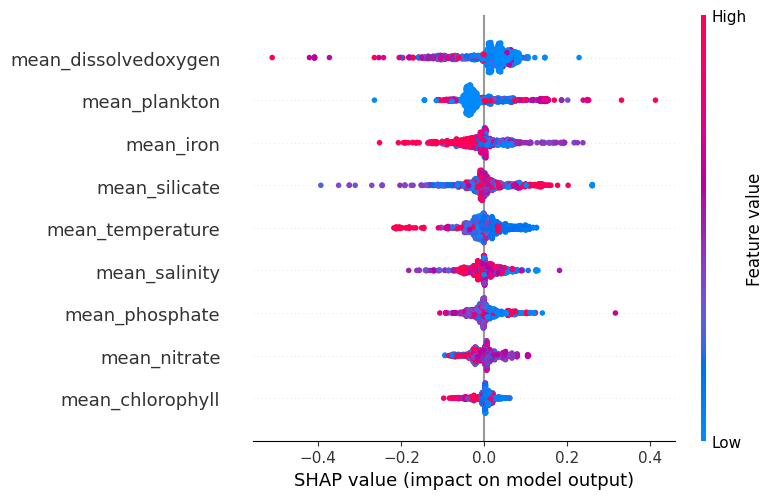 High
mean_dissolvedoxygen
mean_plankton
mean_iron
mean_silicate
mean_temperature
mean_salinity
mean_phosphate
mean_nitrate
mean_chlorophyll
Feature value
Low
−0.4 −0.2 0.0 0.2 0.4
SHAP value (impact on model output)